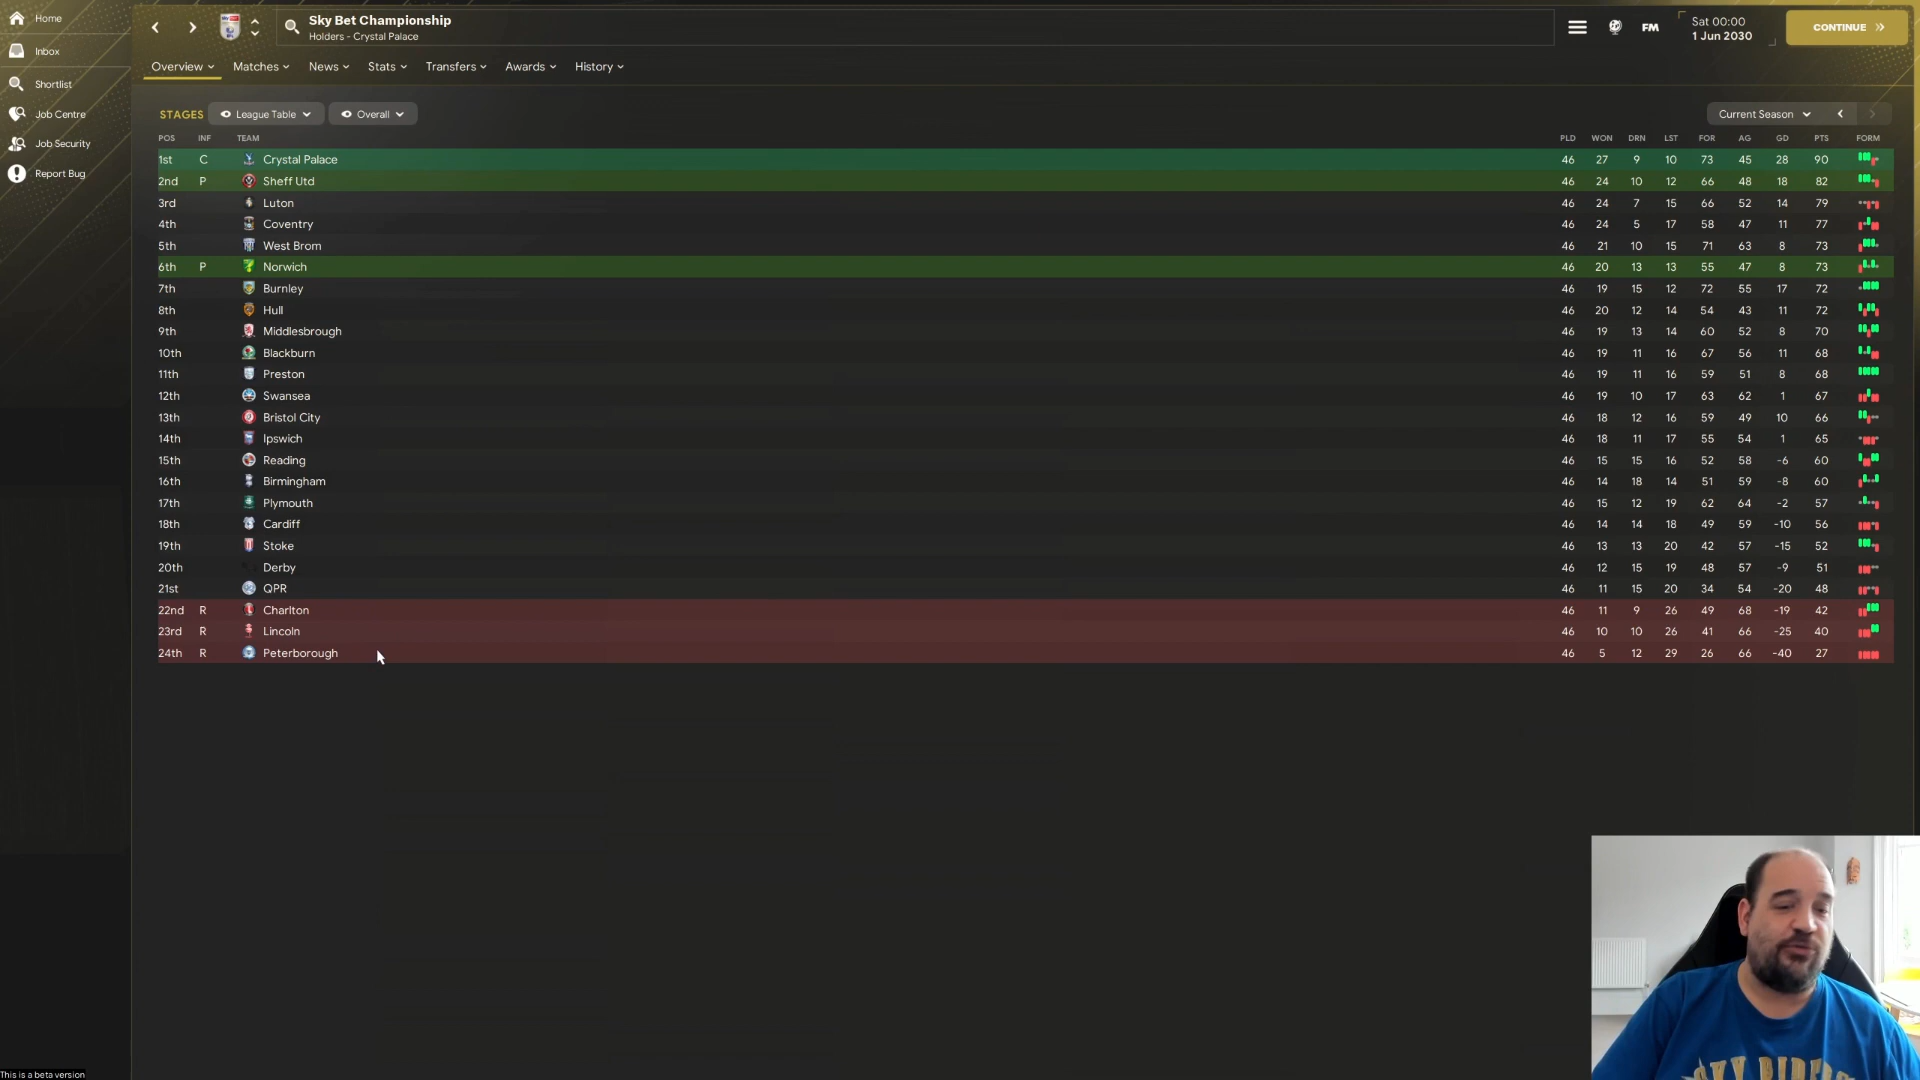 Home
Inbox
Shortlist
Job Centre
Job Security
Report Bug
Sky Bet Championship
Holders - Crystal Palace
FM
Sat 00:00
1 Jun 2030
CONTINUE
Overview Matches News Stats Transfers Awards History
STAGES League Table Overall Current Season
POS INF TEAM PLD WON DRN LST FOR AG GD PTS FORM
1st C Crystal Palace 46 27 9 10 73 45 28 90
2nd P Sheff Utd 46 24 10 12 66 48 18 82
3rd Luton 46 24 7 15 66 52 14 79
4th Coventry 46 24 5 17 58 47 11 77
5th West Brom 46 21 10 15 71 63 8 73
6th P Norwich 46 20 13 13 55 47 8 73
7th Burnley 46 19 15 12 72 55 17 72
8th Hull 46 20 12 14 54 43 11 72
9th Middlesbrough 46 19 13 14 60 52 8 70
10th Blackburn 46 19 11 16 67 56 11 68
11th Preston 46 19 11 16 59 51 8 68
12th Swansea 46 19 10 17 63 62 1 67
13th Bristol City 46 18 12 16 59 49 10 66
14th Ipswich 46 18 11 17 55 54 1 65
15th Reading 46 15 15 16 52 58 -6 60
16th Birmingham 46 14 18 14 51 59 -8 60
17th Plymouth 46 15 12 19 62 64 -2 57
18th Cardiff 46 14 14 18 49 59 -10 56
19th Stoke 46 13 13 20 42 57 -15 52
20th Derby 46 12 15 19 48 57 -9 51
21st QPR 46 11 15 20 34 54 -20 48
22nd R Charlton 46 11 9 26 49 68 -19 42
23rd R Lincoln 46 10 10 26 41 66 -25 40
24th R Peterborough 46 5 12 29 26 66 -40 27
This is a beta version